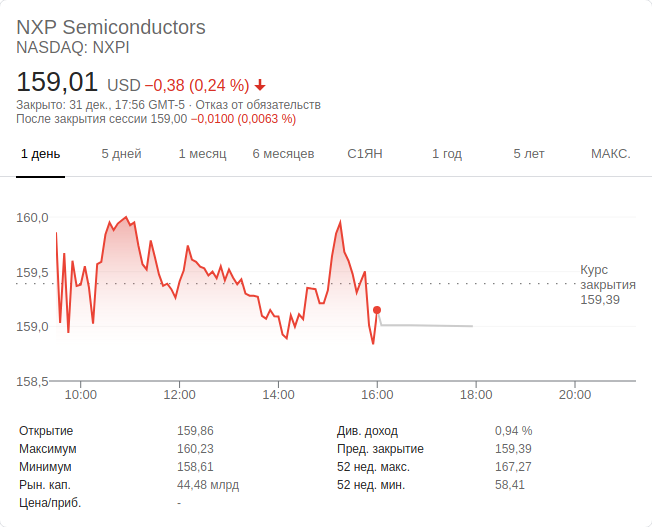 NXP Semiconductors
NASDAQ: NXPI
159,01 USD −0,38 (0,24 %)
Закрыто: 31 дек., 17:56 GMT-5 · Отказ от обязательств
После закрытия сессии 159,00 −0,0100 (0,0063 %)
1 день 5 дней 1 месяц 6 месяцев С1ЯН 1 год 5 лет МАКС.
160,0
159,5
159,0
158,5
Курс
закрытия
159,39
10:00 12:00 14:00 16:00 18:00 20:00
Открытие 159,86 Див. доход 0,94 %
Максимум 160,23 Пред. закрытие 159,39
Минимум 158,61 52 нед. макс. 167,27
Рын. кап. 44,48 млрд 52 нед. мин. 58,41
Цена/приб. -